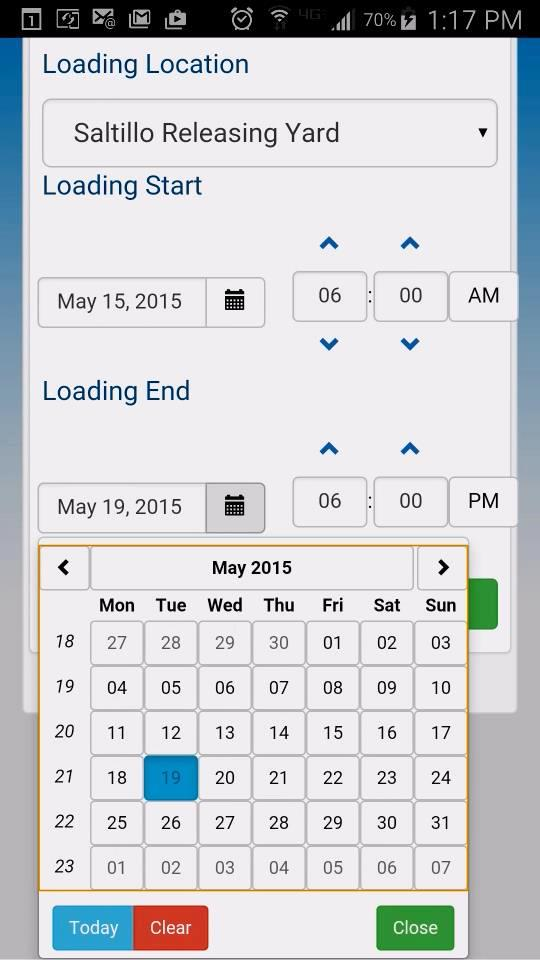 1 4G 70% 1:17 PM
Loading Location
Saltillo Releasing Yard
Loading Start
May 15, 2015 06 : 00 AM
Loading End
May 19, 2015 06 : 00 PM
May 2015
Mon Tue Wed Thu Fri Sat Sun
18 27 28 29 30 01 02 03
19 04 05 06 07 08 09 10
20 11 12 13 14 15 16 17
21 18 19 20 21 22 23 24
22 25 26 27 28 29 30 31
23 01 02 03 04 05 06 07
Today Clear Close